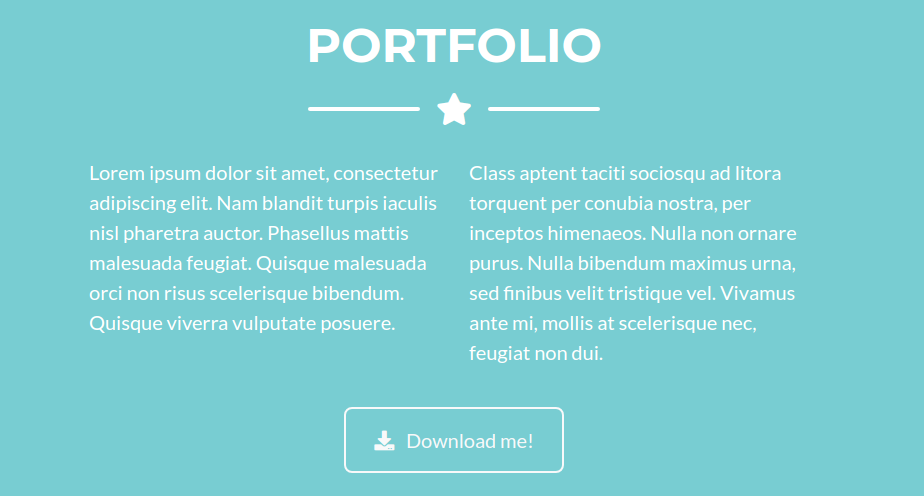 PORTFOLIO
Lorem ipsum dolor sit amet, consectetur
adipiscing elit. Nam blandit turpis iaculis
nisl pharetra auctor. Phasellus mattis
malesuada feugiat. Quisque malesuada
orci non risus scelerisque bibendum.
Quisque viverra vulputate posuere.
Class aptent taciti sociosqu ad litora
torquent per conubia nostra, per
inceptos himenaeos. Nulla non ornare
purus. Nulla bibendum maximus urna,
sed finibus velit tristique vel. Vivamus
ante mi, mollis at scelerisque nec,
feugiat non dui.
Download me!